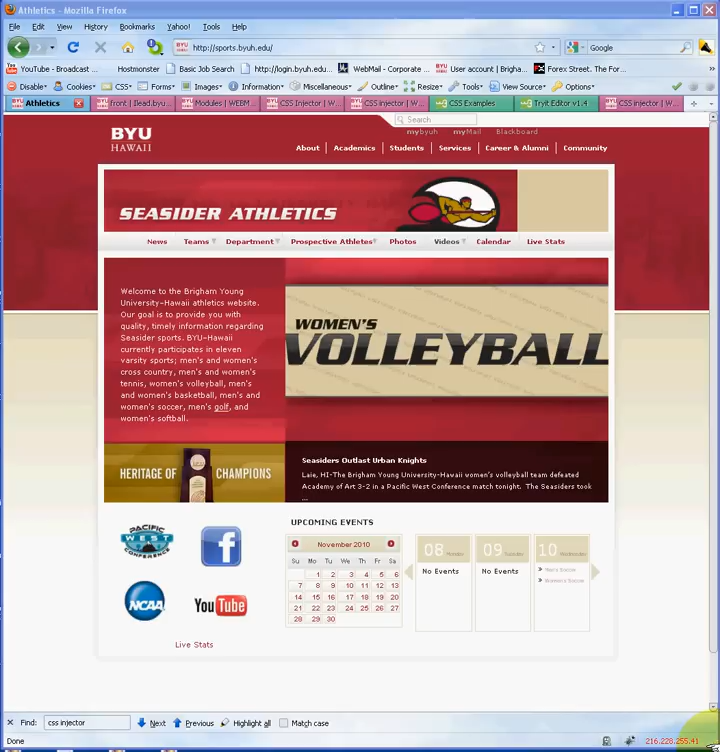 Athletics - Mozilla Firefox
File Edit View History Bookmarks Yahoo! Tools Help
http://sports.byuh.edu/
Google
YouTube - Broadcast ... Hostmonster Basic Job Search http://login.byuh.edu... WebMail - Corporate ... User account | Brigha... Forex Street. The For... »
Disable▾ Cookies▾ CSS▾ Forms▾ Images▾ Information▾ Miscellaneous▾ Outline▾ Resize▾ Tools▾ View Source▾ Options▾
Athletics front | ilead.byu... Modules | WEBM... CSS Injector | W... CSS injector | W... CSS Examples Tryit Editor v1.4 CSS injector | W...
Search
mybyuh myMail Blackboard
BYU
HAWAII
About Academics Students Services Career & Alumni Community
SEASIDER ATHLETICS
News Teams Department Prospective Athletes Photos Videos Calendar Live Stats
Welcome to the Brigham Young
University-Hawaii athletics website.
Our goal is to provide you with
quality, timely information regarding
Seasider sports. BYU-Hawaii
currently participates in eleven
varsity sports; men's and women's
cross country, men's and women's
tennis, women's volleyball, men's
and women's basketball, men's and
women's soccer, men's golf, and
women's softball.
WOMEN'S
VOLLEYBALL
HERITAGE OF CHAMPIONS
Seasiders Outlast Urban Knights
Laie, HI-The Brigham Young University-Hawaii women's volleyball team defeated
Academy of Art 3-2 in a Pacific West Conference match tonight. The Seasiders took
...
PACIFIC
WEST
CONFERENCE
NCAA
YouTube
Live Stats
UPCOMING EVENTS
November 2010
Su Mo Tu We Th Fr Sa
1 2 3 4 5 6
7 8 9 10 11 12 13
14 15 16 17 18 19 20
21 22 23 24 25 26 27
28 29 30
08 Monday
No Events
09 Tuesday
No Events
10 Wednesday
» Men's Soccer
» Women's Soccer
Find: css injector Next Previous Highlight all Match case
Done
216.228.255.41